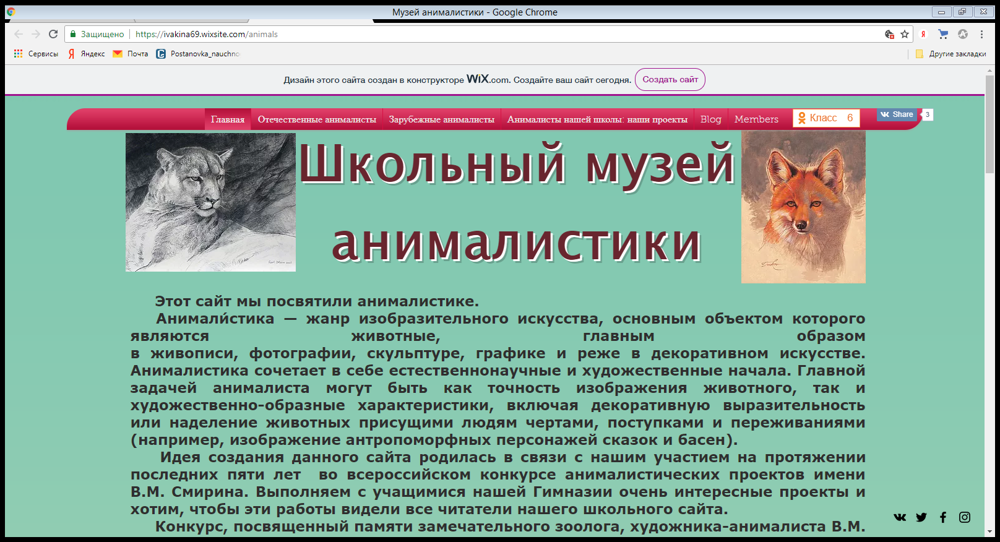 Музей анималистики - Google Chrome
Защищено https://ivakina69.wixsite.com/animals
Сервисы Яндекс Почта Postanovka_nauchno Другие закладки
Дизайн этого сайта создан в конструкторе WiX.com. Создайте ваш сайт сегодня. Создать сайт
Главная Отечественные анималисты Зарубежные анималисты Анималисты нашей школы: наши проекты Blog Members Класс 6 Share 3
Школьный музей
анималистики
Этот сайт мы посвятили анималистике.
Анимали́стика — жанр изобразительного искусства, основным объектом которого
являются животные, главным образом
в живописи, фотографии, скульптуре, графике и реже в декоративном искусстве.
Анималистика сочетает в себе естественнонаучные и художественные начала. Главной
задачей анималиста могут быть как точность изображения животного, так и
художественно-образные характеристики, включая декоративную выразительность
или наделение животных присущими людям чертами, поступками и переживаниями
(например, изображение антропоморфных персонажей сказок и басен).
Идея создания данного сайта родилась в связи с нашим участием на протяжении
последних пяти лет во всероссийском конкурсе анималистических проектов имени
В.М. Смирина. Выполняем с учащимися нашей Гимназии очень интересные проекты и
хотим, чтобы эти работы видели все читатели нашего школьного сайта.
Конкурс, посвященный памяти замечательного зоолога, художника-анималиста В.М.